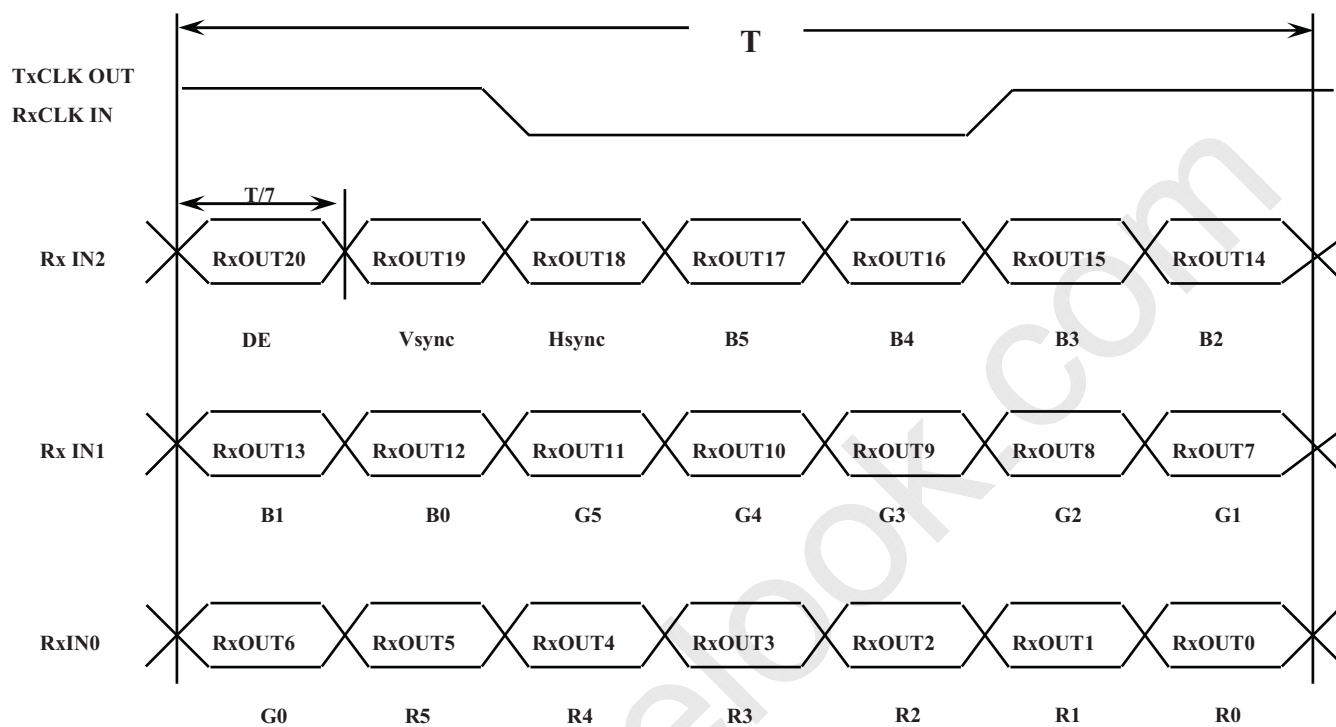 T
TxCLK OUT
RxCLK IN
T/7
Rx IN2 RxOUT20 RxOUT19 RxOUT18 RxOUT17 RxOUT16 RxOUT15 RxOUT14
DE Vsync Hsync B5 B4 B3 B2
Rx IN1 RxOUT13 RxOUT12 RxOUT11 RxOUT10 RxOUT9 RxOUT8 RxOUT7
B1 B0 G5 G4 G3 G2 G1
RxIN0 RxOUT6 RxOUT5 RxOUT4 RxOUT3 RxOUT2 RxOUT1 RxOUT0
G0 R5 R4 R3 R2 R1 R0